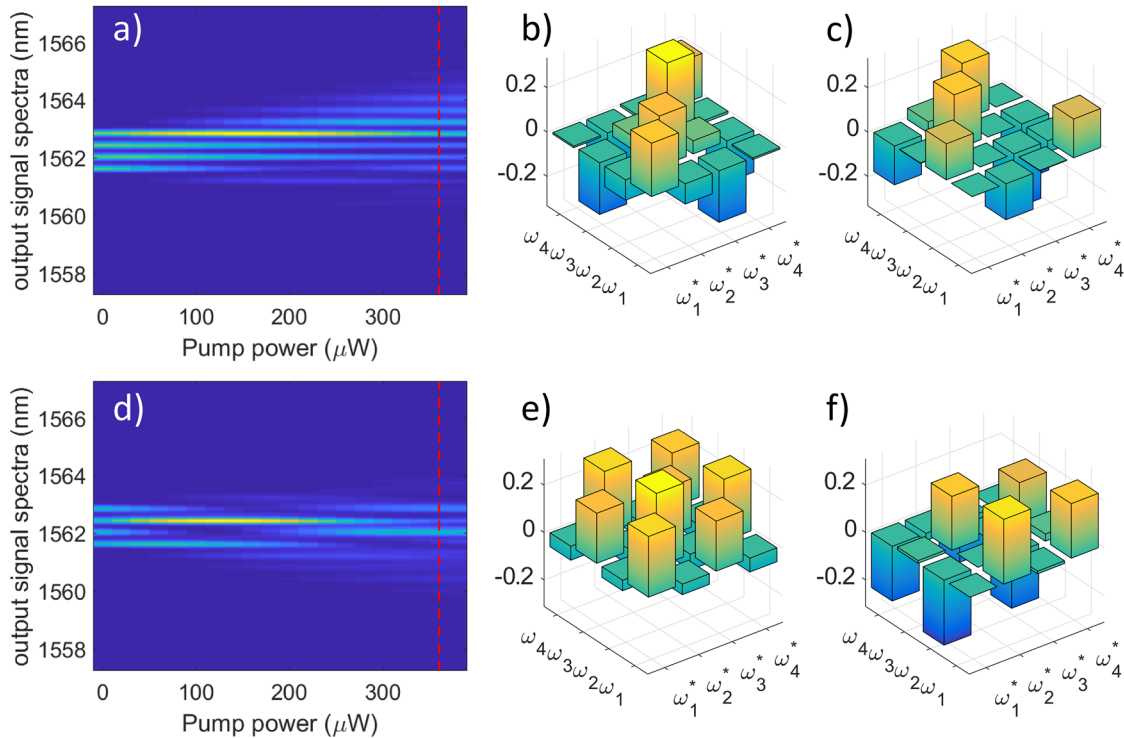 a)
output signal spectra (nm)
1566
1564
1562
1560
1558
0
100
200
300
Pump power (μW)
b)
0.2
0
-0.2
ω4 ω3 ω2 ω1
ω1* ω2* ω3* ω4*
c)
0.2
0
-0.2
ω4 ω3 ω2 ω1
ω1* ω2* ω3* ω4*
d)
output signal spectra (nm)
1566
1564
1562
1560
1558
0
100
200
300
Pump power (μW)
e)
0.2
0
-0.2
ω4 ω3 ω2 ω1
ω1* ω2* ω3* ω4*
f)
0.2
0
-0.2
ω4 ω3 ω2 ω1
ω1* ω2* ω3* ω4*